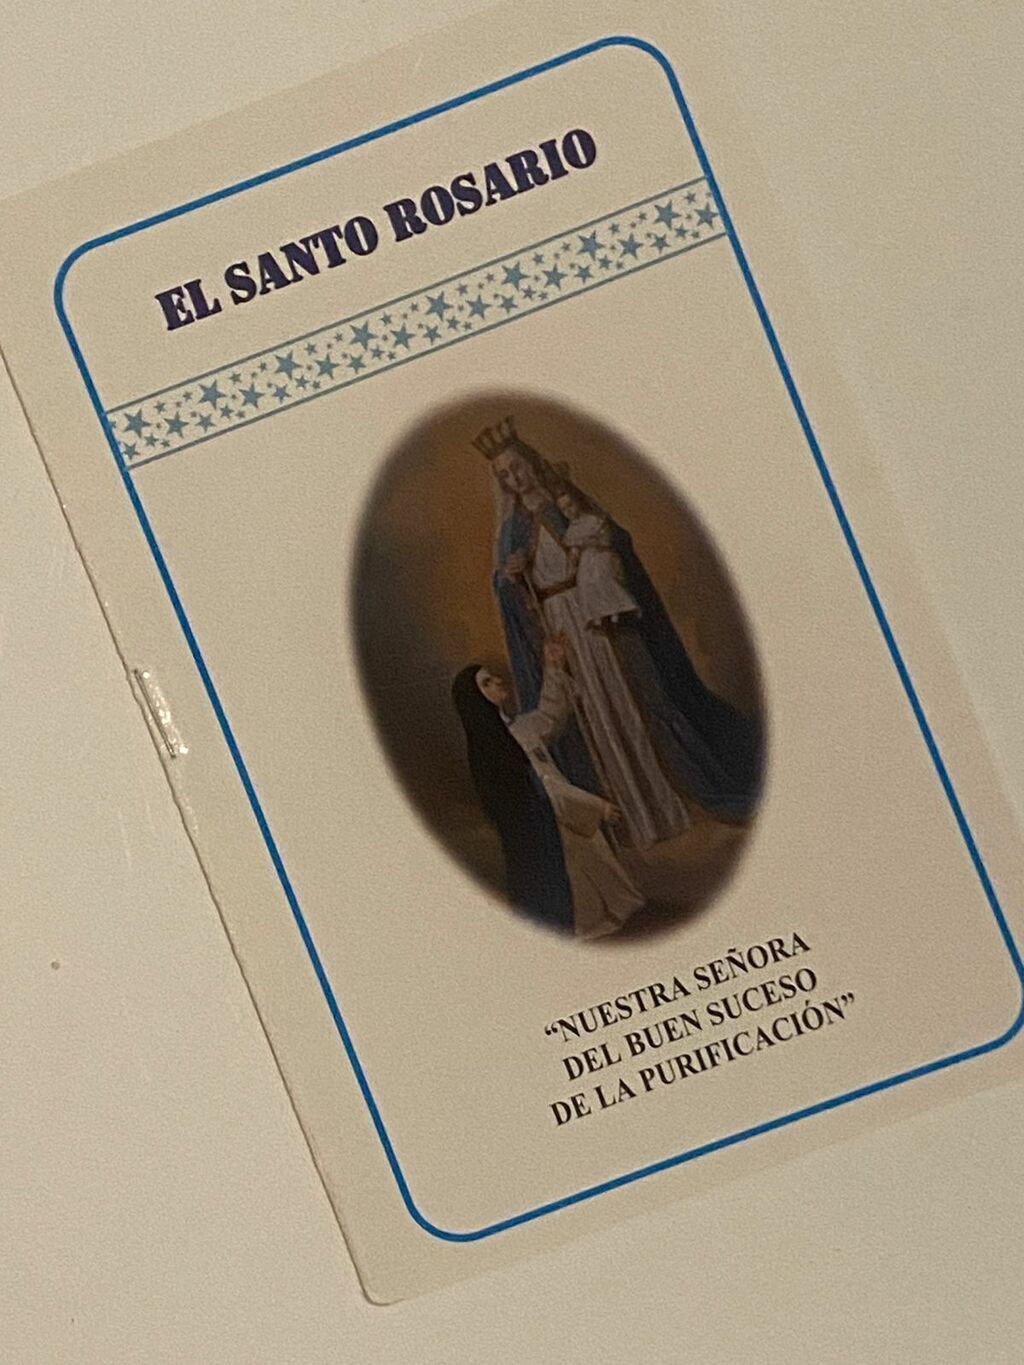 EL SANTO ROSARIO
“NUESTRA SEÑORA
DEL BUEN SUCESO
DE LA PURIFICACIÓN”